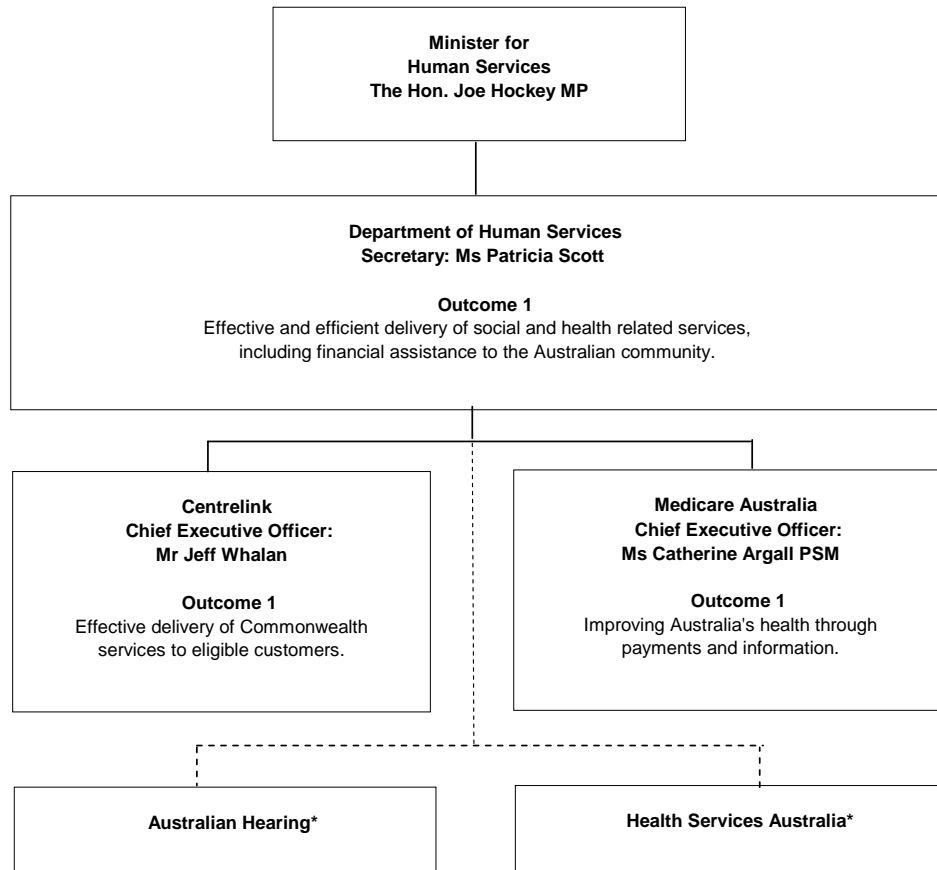 Minister for
Human Services
The Hon. Joe Hockey MP
Department of Human Services
Secretary: Ms Patricia Scott
Outcome 1
Effective and efficient delivery of social and health related services,
including financial assistance to the Australian community.
Centrelink
Chief Executive Officer:
Mr Jeff Whalan
Outcome 1
Effective delivery of Commonwealth
services to eligible customers.
Medicare Australia
Chief Executive Officer:
Ms Catherine Argall PSM
Outcome 1
Improving Australia's health through
payments and information.
Australian Hearing*
Health Services Australia*